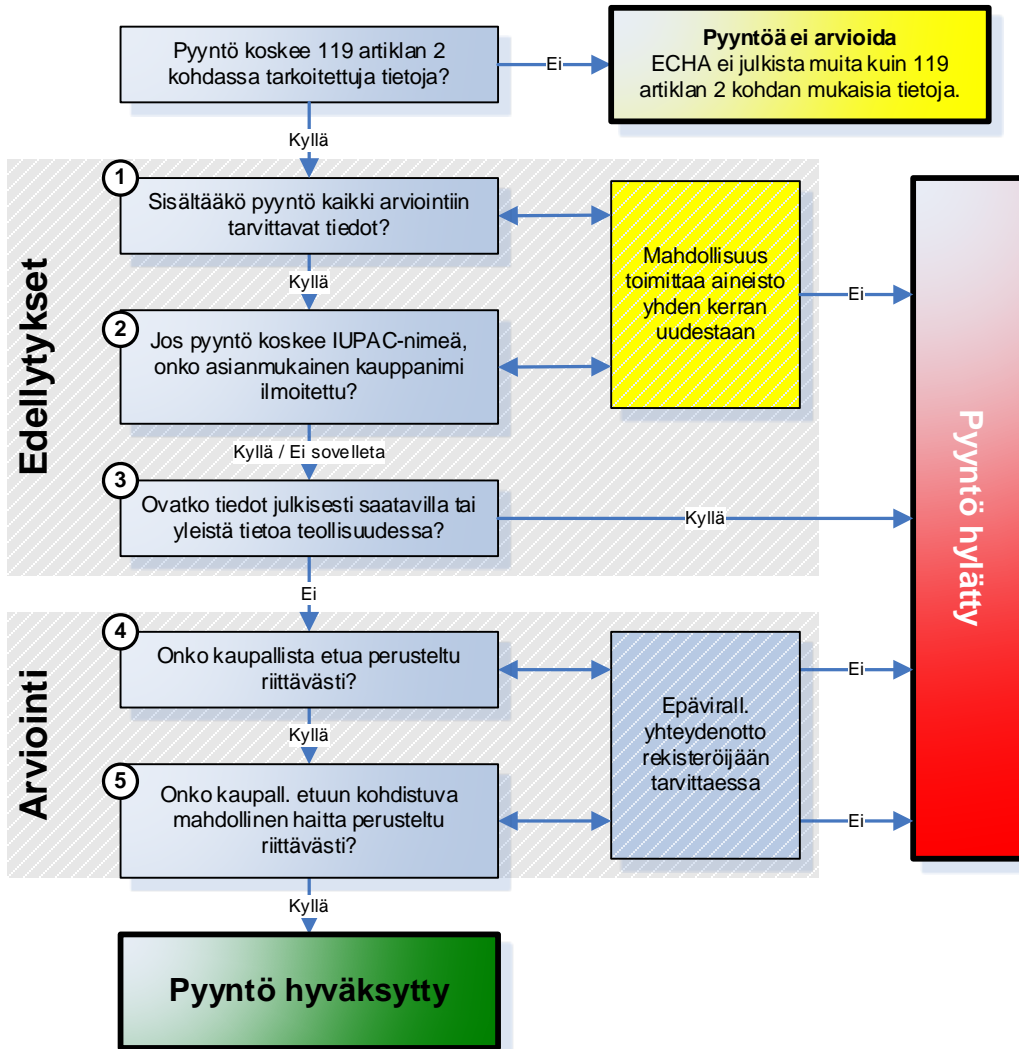 Pyyntö koskee 119 artiklan 2
kohdassa tarkoitettuja tietoja?
Ei
Pyyntöä ei arvioida
ECHA ei julkista muita kuin 119
artiklan 2 kohdan mukaisia tietoja.
Kyllä
Edellytykset
1
Sisältääkö pyyntö kaikki arviointiin
tarvittavat tiedot?
Kyllä
2
Jos pyyntö koskee IUPAC-nimeä,
onko asianmukainen kauppanimi
ilmoitettu?
Mahdollisuus
toimittaa aineisto
yhden kerran
uudestaan
Ei
Kyllä / Ei sovelleta
3
Ovatko tiedot julkisesti saatavilla tai
yleistä tietoa teollisuudessa?
Kyllä
Pyyntö hylätty
Ei
Arviointi
4
Onko kaupallista etua perusteltu
riittävästi?
Kyllä
5
Onko kaupall. etuun kohdistuva
mahdollinen haitta perusteltu
riittävästi?
Epävirall.
yhteydenotto
rekisteröijään
tarvittaessa
Ei
Ei
Kyllä
Pyyntö hyväksytty